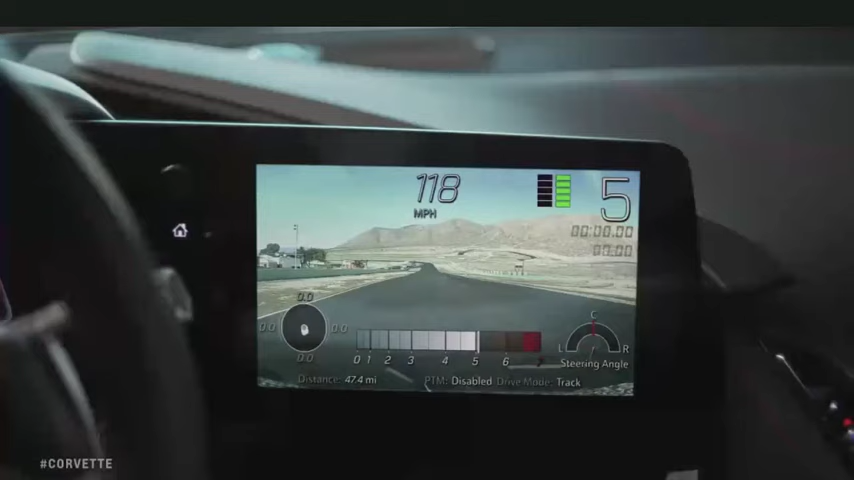 118
MPH
5
00:00.00
00:00
0.0
0.0 0.0
0.0
0 1 2 3 4 5 6 7
C
L R
Steering Angle
Distance: 47.4 mi
PTM: Disabled Drive Mode: Track
#CORVETTE